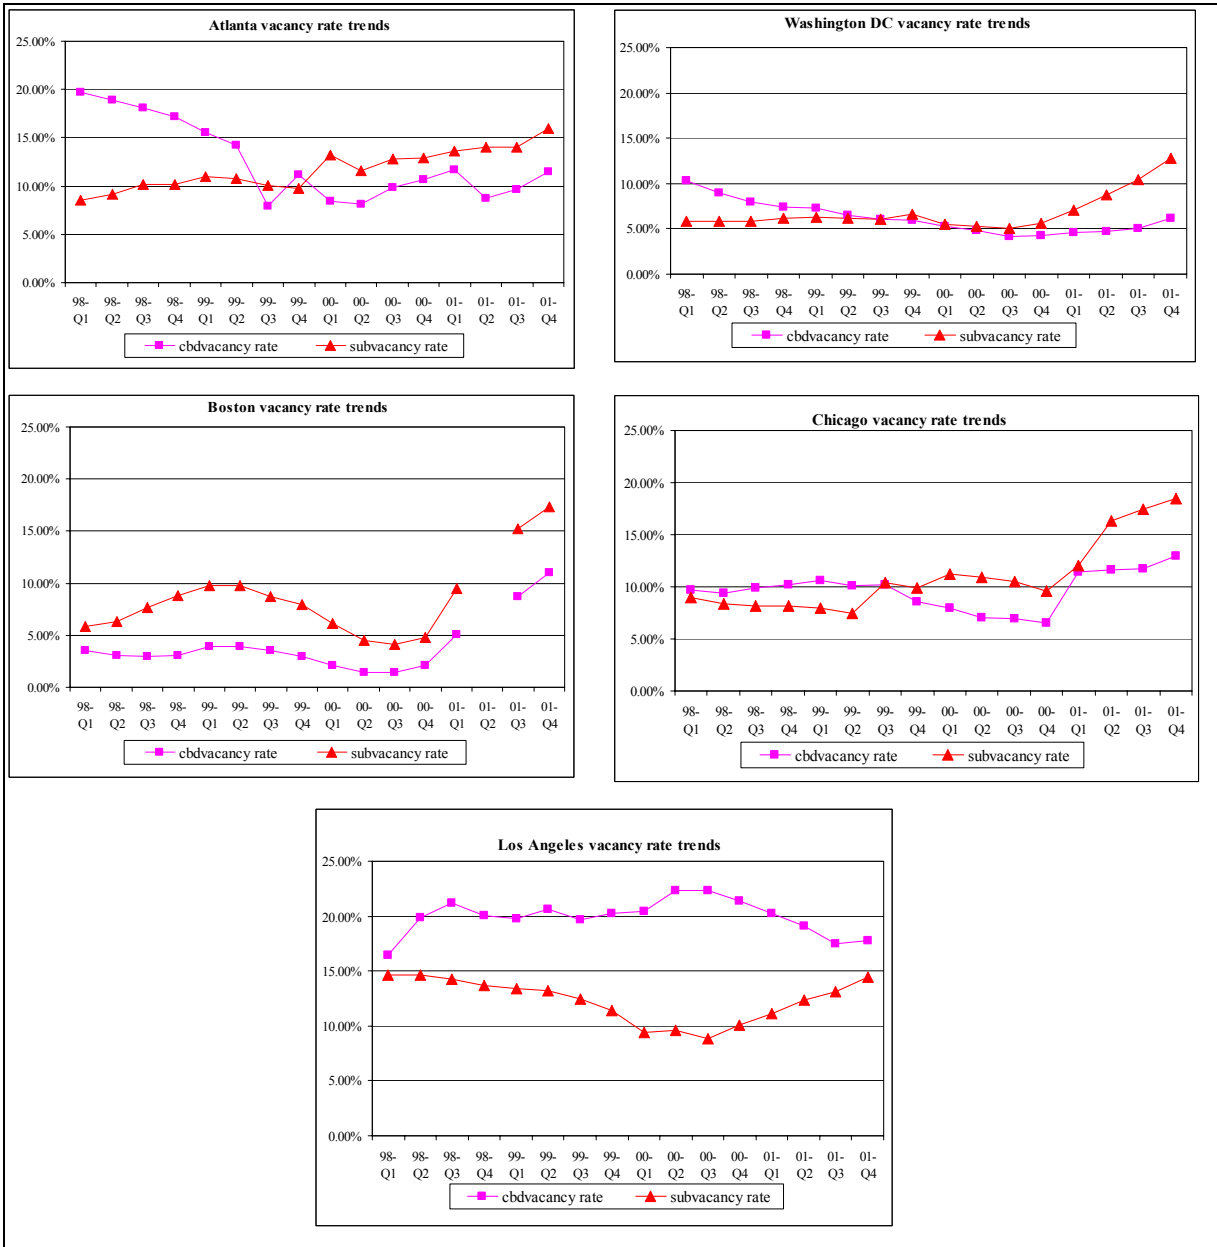 Atlanta vacancy rate trends
25.00%
20.00%
15.00%
10.00%
5.00%
0.00%
98- 98- 98- 98- 99- 99- 99- 99- 00- 00- 00- 00- 01- 01- 01- 01-
Q1 Q2 Q3 Q4 Q1 Q2 Q3 Q4 Q1 Q2 Q3 Q4 Q1 Q2 Q3 Q4
cbdvacancy rate subvacancy rate
Washington DC vacancy rate trends
25.00%
20.00%
15.00%
10.00%
5.00%
0.00%
98- 98- 98- 98- 99- 99- 99- 99- 00- 00- 00- 00- 01- 01- 01- 01-
Q1 Q2 Q3 Q4 Q1 Q2 Q3 Q4 Q1 Q2 Q3 Q4 Q1 Q2 Q3 Q4
cbdvacancy rate subvacancy rate
Boston vacancy rate trends
25.00%
20.00%
15.00%
10.00%
5.00%
0.00%
98- 98- 98- 98- 99- 99- 99- 99- 00- 00- 00- 00- 01- 01- 01- 01-
Q1 Q2 Q3 Q4 Q1 Q2 Q3 Q4 Q1 Q2 Q3 Q4 Q1 Q2 Q3 Q4
cbdvacancy rate subvacancy rate
Chicago vacancy rate trends
25.00%
20.00%
15.00%
10.00%
5.00%
0.00%
98- 98- 98- 98- 99- 99- 99- 99- 00- 00- 00- 00- 01- 01- 01- 01-
Q1 Q2 Q3 Q4 Q1 Q2 Q3 Q4 Q1 Q2 Q3 Q4 Q1 Q2 Q3 Q4
cbdvacancy rate subvacancy rate
Los Angeles vacancy rate trends
25.00%
20.00%
15.00%
10.00%
5.00%
0.00%
98- 98- 98- 98- 99- 99- 99- 99- 00- 00- 00- 00- 01- 01- 01- 01-
Q1 Q2 Q3 Q4 Q1 Q2 Q3 Q4 Q1 Q2 Q3 Q4 Q1 Q2 Q3 Q4
cbdvacancy rate subvacancy rate